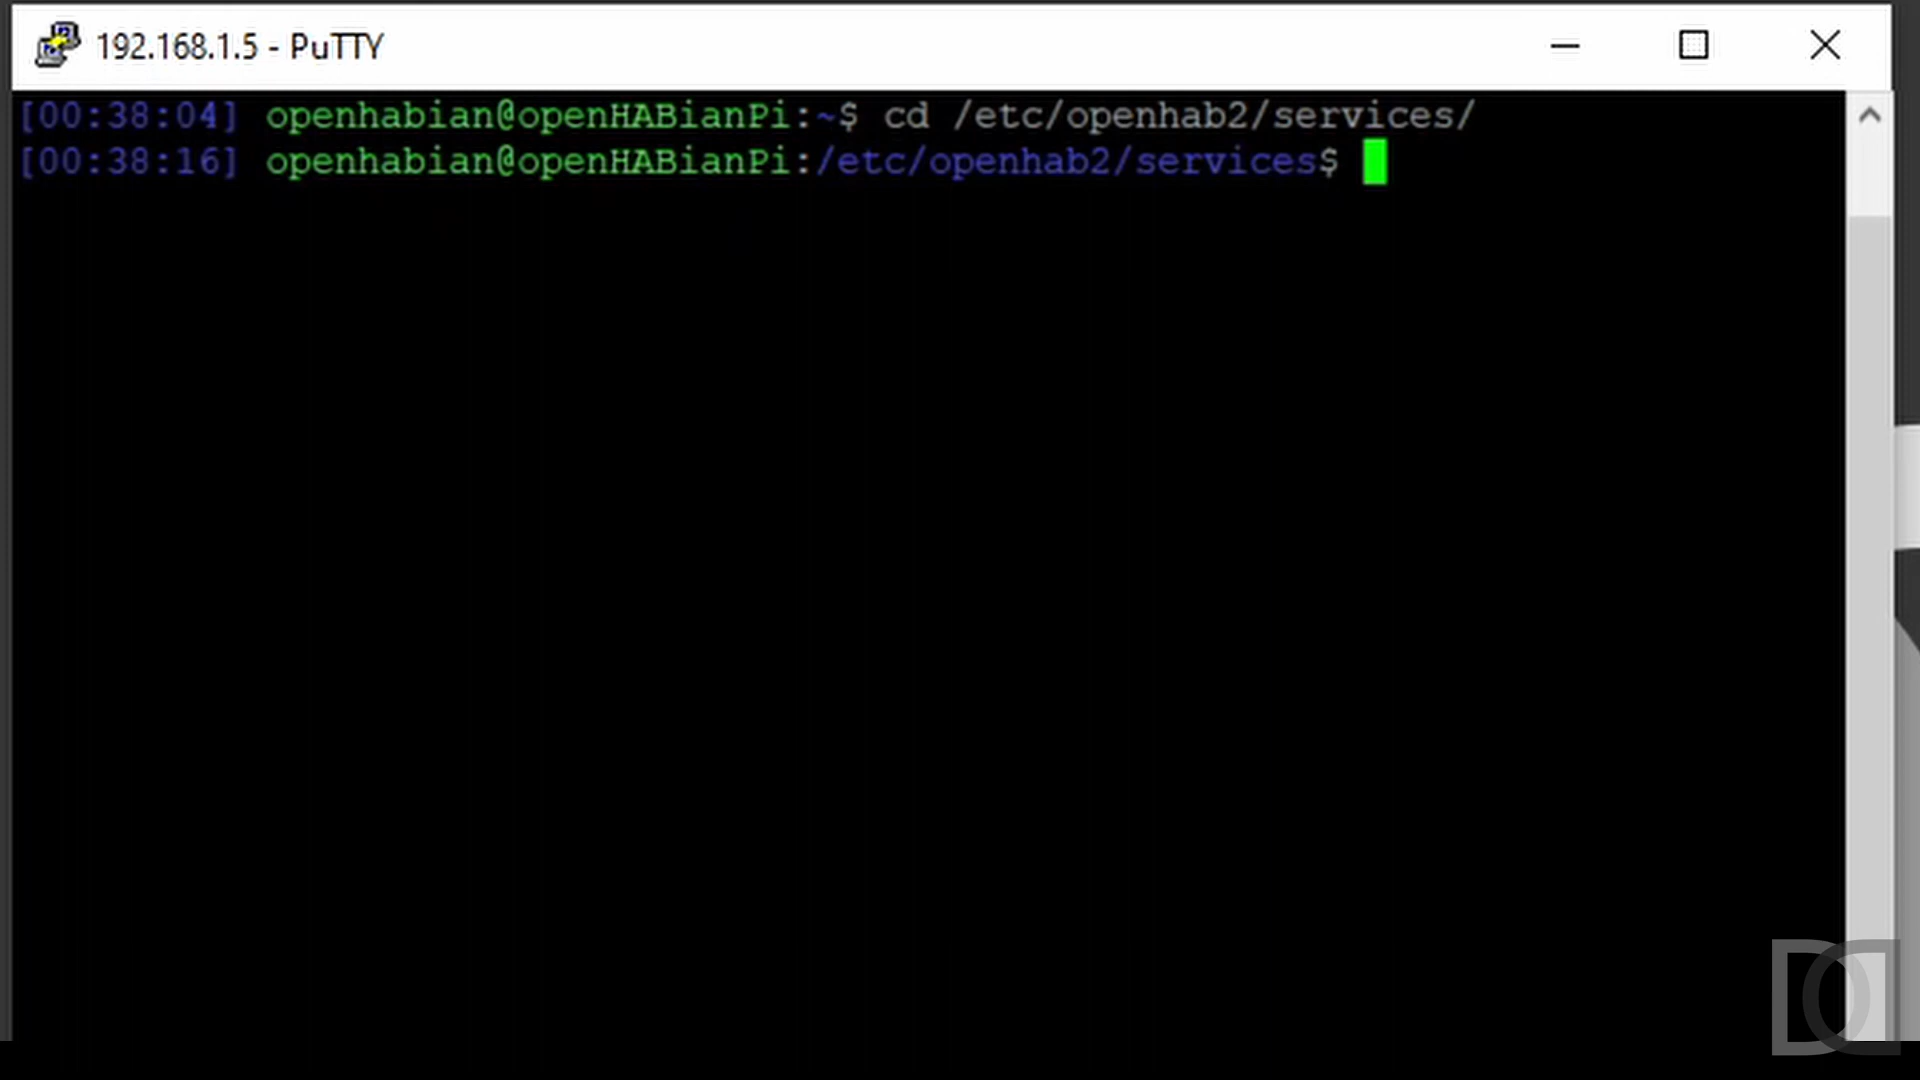 192.168.1.5 - PuTTY
[00:38:04] openhabian@openHABianPi:~$ cd /etc/openhab2/services/
[00:38:16] openhabian@openHABianPi:/etc/openhab2/services$